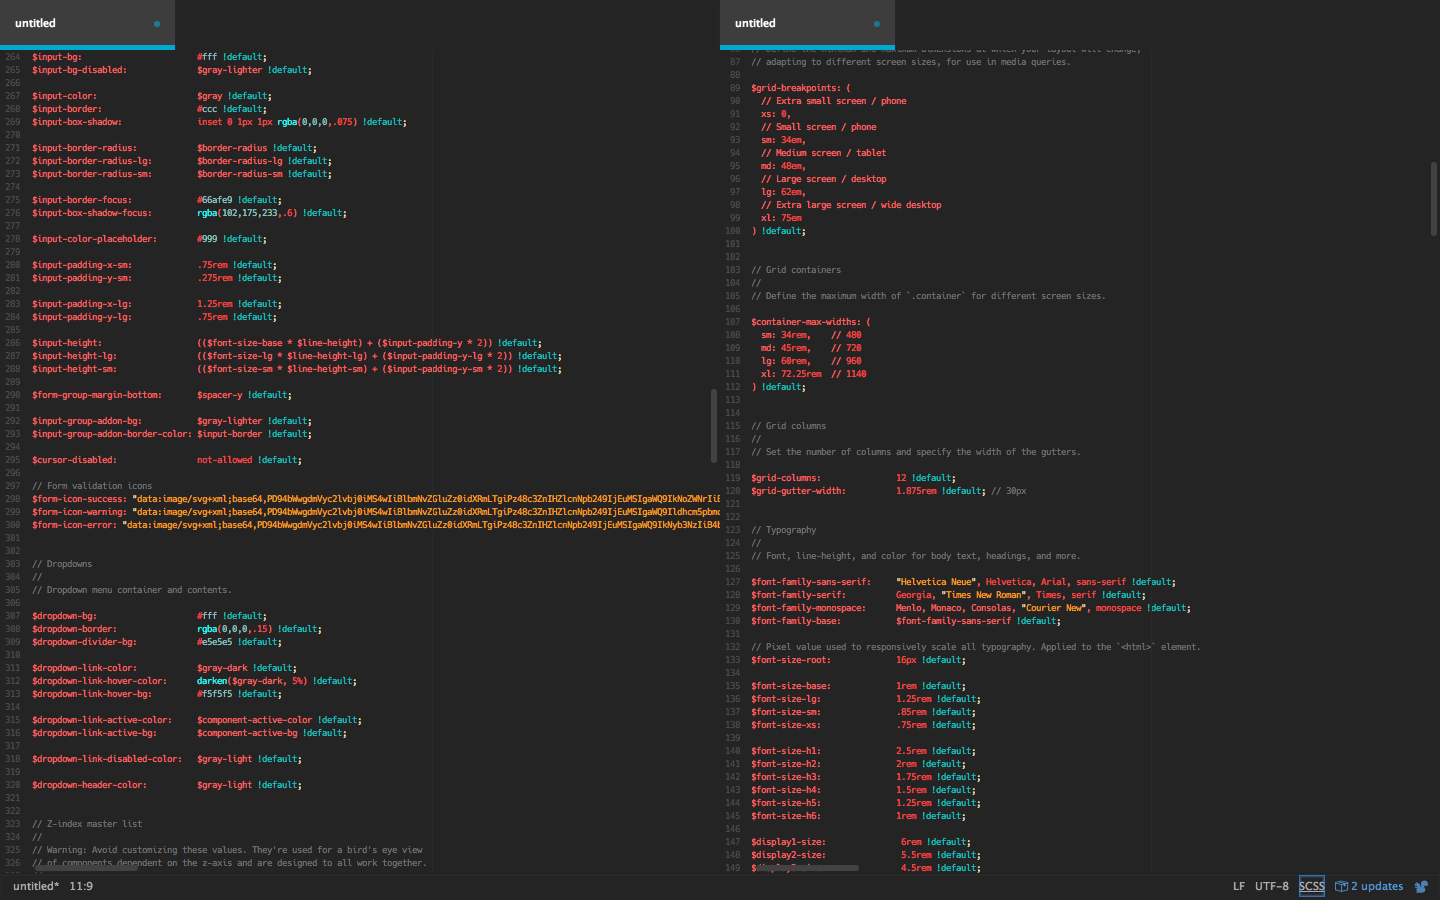 untitled
264 $input-bg: #fff !default;
265 $input-bg-disabled: $gray-lighter !default;
266
267 $input-color: $gray !default;
268 $input-border: #ccc !default;
269 $input-box-shadow: inset 0 1px 1px rgba(0,0,0,.075) !default;
270
271 $input-border-radius: $border-radius !default;
272 $input-border-radius-lg: $border-radius-lg !default;
273 $input-border-radius-sm: $border-radius-sm !default;
274
275 $input-border-focus: #66afe9 !default;
276 $input-box-shadow-focus: rgba(102,175,233,.6) !default;
277
278 $input-color-placeholder: #999 !default;
279
280 $input-padding-x-sm: .75rem !default;
281 $input-padding-y-sm: .275rem !default;
282
283 $input-padding-x-lg: 1.25rem !default;
284 $input-padding-y-lg: .75rem !default;
285
286 $input-height: (($font-size-base * $line-height) + ($input-padding-y * 2)) !default;
287 $input-height-lg: (($font-size-lg * $line-height-lg) + ($input-padding-y-lg * 2)) !default;
288 $input-height-sm: (($font-size-sm * $line-height-sm) + ($input-padding-y-sm * 2)) !default;
289
290 $form-group-margin-bottom: $spacer-y !default;
291
292 $input-group-addon-bg: $gray-lighter !default;
293 $input-group-addon-border-color: $input-border !default;
294
295 $cursor-disabled: not-allowed !default;
296
297 // Form validation icons
298 $form-icon-success: "data:image/svg+xml;base64,
299 $form-icon-warning: "data:image/svg+xml;base64,
300 $form-icon-error: "data:image/svg+xml;base64,
301
302
303 // Dropdowns
304 //
305 // Dropdown menu container and contents.
306
307 $dropdown-bg: #fff !default;
308 $dropdown-border: rgba(0,0,0,.15) !default;
309 $dropdown-divider-bg: #e5e5e5 !default;
310
311 $dropdown-link-color: $gray-dark !default;
312 $dropdown-link-hover-color: darken($gray-dark, 5%) !default;
313 $dropdown-link-hover-bg: #f5f5f5 !default;
314
315 $dropdown-link-active-color: $component-active-color !default;
316 $dropdown-link-active-bg: $component-active-bg !default;
317
318 $dropdown-link-disabled-color: $gray-light !default;
319
320 $dropdown-header-color: $gray-light !default;
321
322
323 // Z-index master list
324 //
325 // Warning: Avoid customizing these values. They're used for a bird's eye view
326 // of components dependent on the z-axis and are designed to all work together.
untitled
// Define the minimum and maximum dimensions at which your layout will change,
87 // adapting to different screen sizes, for use in media queries.
88
89 $grid-breakpoints: (
90 // Extra small screen / phone
91 xs: 0,
92 // Small screen / phone
93 sm: 34em,
94 // Medium screen / tablet
95 md: 48em,
96 // Large screen / desktop
97 lg: 62em,
98 // Extra large screen / wide desktop
99 xl: 75em
100 ) !default;
101
102
103 // Grid containers
104 //
105 // Define the maximum width of `.container` for different screen sizes.
106
107 $container-max-widths: (
108 sm: 34rem, // 480
109 md: 45rem, // 720
110 lg: 60rem, // 960
111 xl: 72.25rem // 1140
112 ) !default;
113
114
115 // Grid columns
116 //
117 // Set the number of columns and specify the width of the gutters.
118
119 $grid-columns: 12 !default;
120 $grid-gutter-width: 1.875rem !default; // 30px
121
122
123 // Typography
124 //
125 // Font, line-height, and color for body text, headings, and more.
126
127 $font-family-sans-serif: "Helvetica Neue", Helvetica, Arial, sans-serif !default;
128 $font-family-serif: Georgia, "Times New Roman", Times, serif !default;
129 $font-family-monospace: Menlo, Monaco, Consolas, "Courier New", monospace !default;
130 $font-family-base: $font-family-sans-serif !default;
131
132 // Pixel value used to responsively scale all typography. Applied to the `<html>` element.
133 $font-size-root: 16px !default;
134
135 $font-size-base: 1rem !default;
136 $font-size-lg: 1.25rem !default;
137 $font-size-sm: .85rem !default;
138 $font-size-xs: .75rem !default;
139
140 $font-size-h1: 2.5rem !default;
141 $font-size-h2: 2rem !default;
142 $font-size-h3: 1.75rem !default;
143 $font-size-h4: 1.5rem !default;
144 $font-size-h5: 1.25rem !default;
145 $font-size-h6: 1rem !default;
146
147 $display1-size: 6rem !default;
148 $display2-size: 5.5rem !default;
149 4.5rem !default;
untitled* 11:9
LF UTF-8 SCSS 2 updates